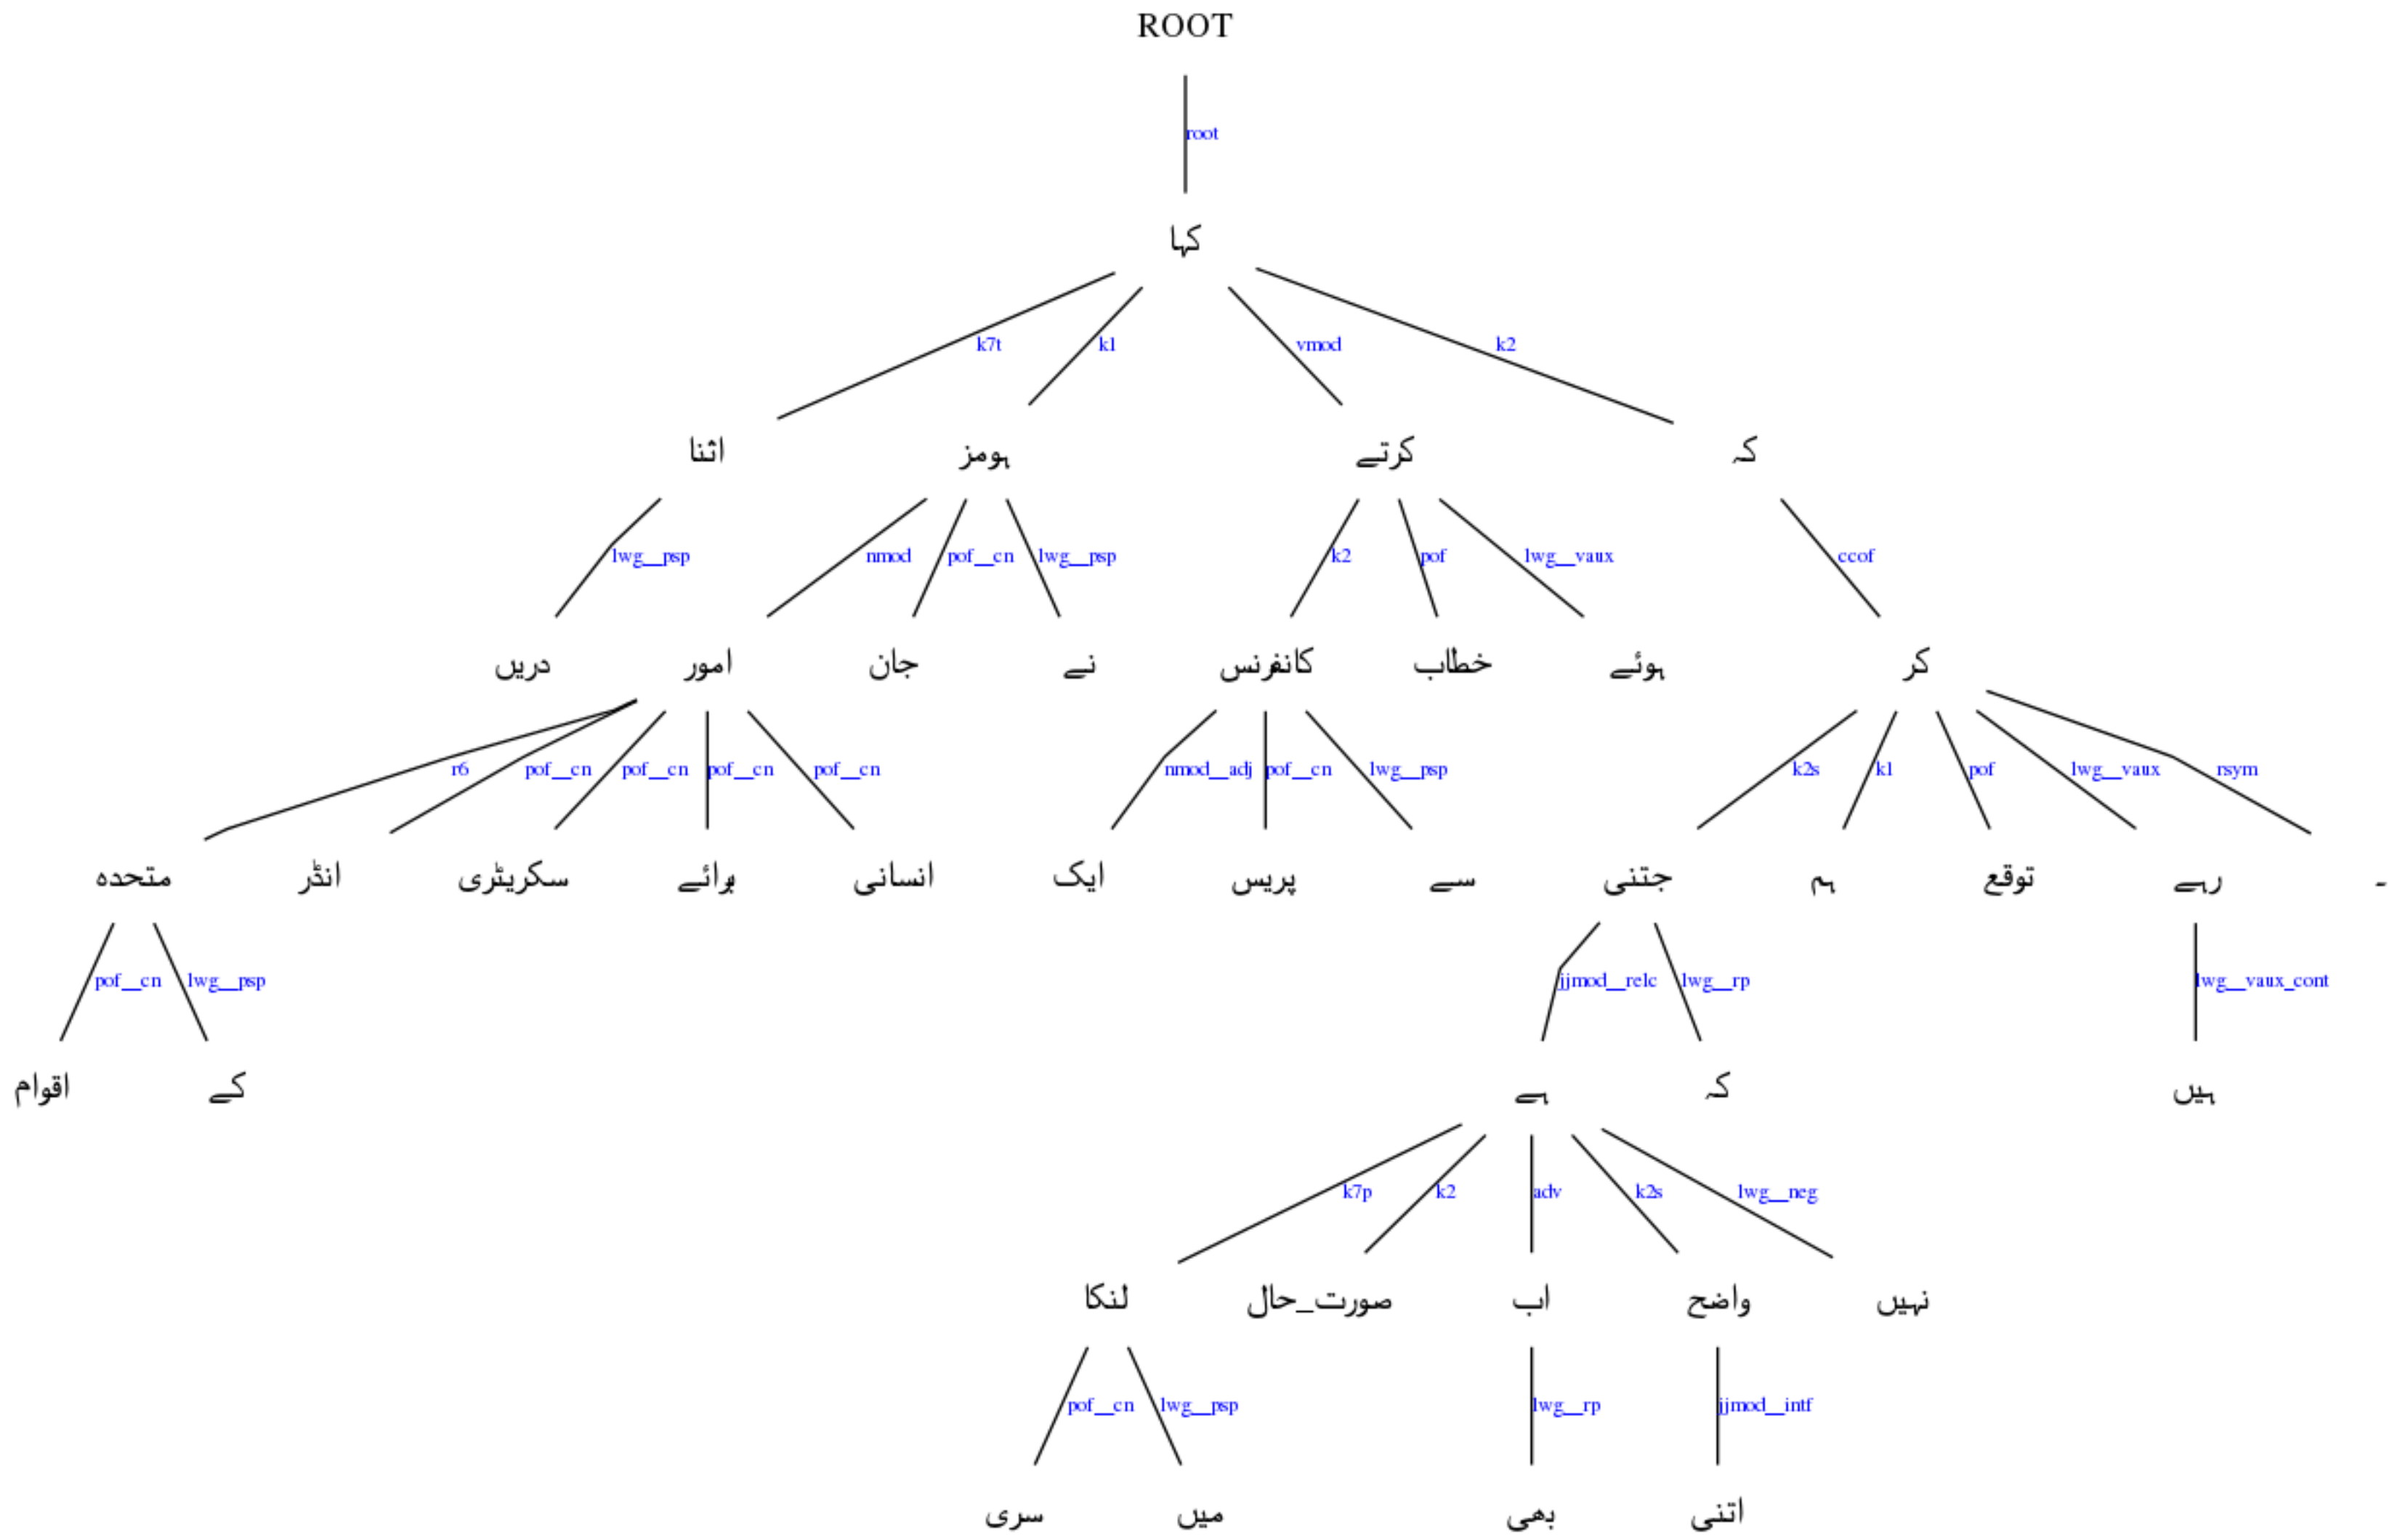 ROOT
root
کہا
k7t k1 vmod k2
اثنا ہومز کرتے کہ
lwg__psp nmod pof__cn lwg__psp k2 pof lwg__vaux ccof
دریں امور جان نے کانفرنس خطاب ہوئے کر
r6 pof__cn pof__cn pof__cn pof__cn nmod__adj pof__cn lwg__psp k2s k1 pof lwg__vaux rsym
متحدہ انڈر سکریٹری برائے انسانی ایک پریس سے جتنی ہم توقع رہے ۔
pof__cn lwg__psp jjmod__relc lwg__rp lwg__vaux_cont
اقوام کے ہے کہ ہیں
k7p k2 adv k2s lwg__neg
لنکا صورت_حال اب واضح نہیں
pof__cn lwg__psp lwg__rp jjmod__intf
سری میں بھی اتنی